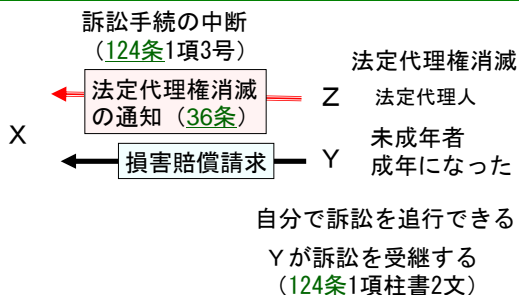 訴訟手続の中断
（124条1項3号）
法定代理権消滅
法定代理権消滅
の通知（36条）
Z 法定代理人
X
損害賠償請求
Y 未成年者
成年になった
自分で訴訟を追行できる
Yが訴訟を受継する
（124条1項柱書2文）